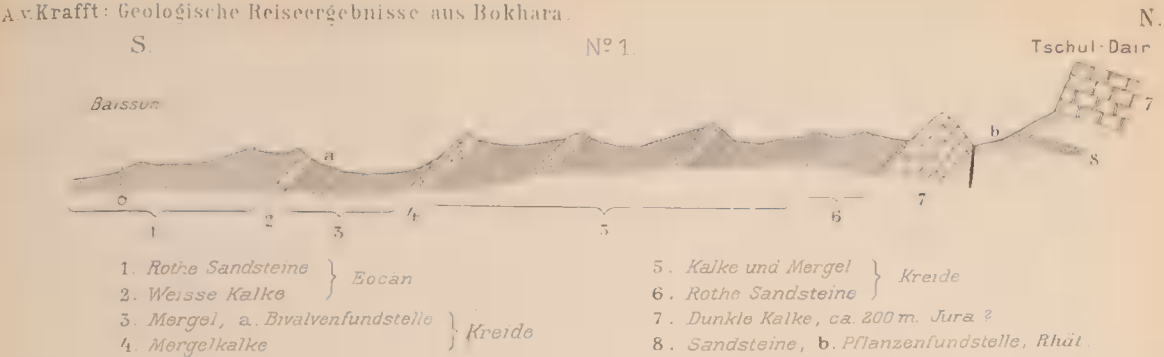 A. v. Krafft: Geologische Reiseergebnisse aus Bokhara.
N.
S.
Nº 1.
Tschul-Dair
Baissun
7
b
a
8
0
4
2
7
6
1
3
5
1. Rothe Sandsteine } Eocän
2. Weisse Kalke
3. Mergel, a. Bivalvenfundstelle } Kreide
4. Mergelkalke
5. Kalke und Mergel } Kreide
6. Rothe Sandsteine
7. Dunkle Kalke, ca. 200 m. Jura ?
8. Sandsteine, b. Pflanzenfundstelle, Rhät.